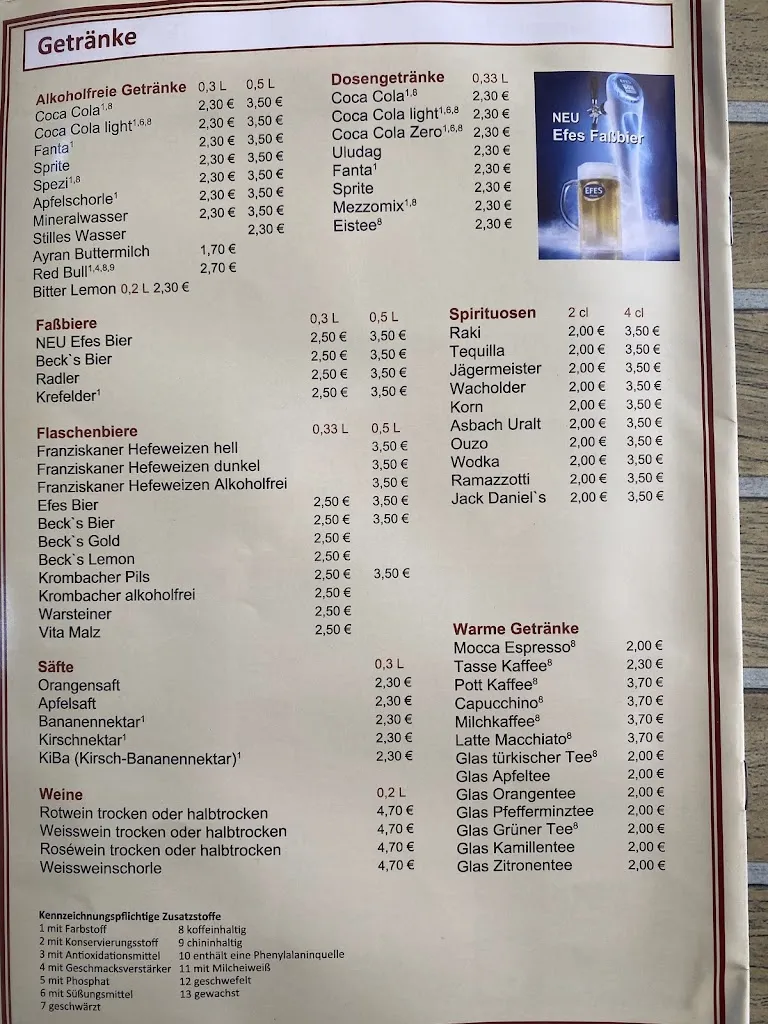 Getränke
Alkoholfreie Getränke 0,3 L 0,5 L
Coca Cola1,8 2,30 € 3,50 €
Coca Cola light1,6,8 2,30 € 3,50 €
Fanta1 2,30 € 3,50 €
Sprite 2,30 € 3,50 €
Spezi1,8 2,30 € 3,50 €
Apfelschorle1 2,30 € 3,50 €
Mineralwasser 2,30 € 3,50 €
Stilles Wasser 2,30 €
Ayran Buttermilch 1,70 €
Red Bull1,4,8,9 2,70 €
Bitter Lemon 0,2 L 2,30 €
Dosengetränke 0,33 L
Coca Cola1,8 2,30 €
Coca Cola light1,6,8 2,30 €
Coca Cola Zero1,6,8 2,30 €
Uludag 2,30 €
Fanta1 2,30 €
Sprite 2,30 €
Mezzomix1,8 2,30 €
Eistee8 2,30 €
NEU
Efes Faßbier
EFES
Faßbiere 0,3 L 0,5 L
NEU Efes Bier 2,50 € 3,50 €
Beck`s Bier 2,50 € 3,50 €
Radler 2,50 € 3,50 €
Krefelder1 2,50 € 3,50 €
Spirituosen 2 cl 4 cl
Raki 2,00 € 3,50 €
Tequilla 2,00 € 3,50 €
Jägermeister 2,00 € 3,50 €
Wacholder 2,00 € 3,50 €
Korn 2,00 € 3,50 €
Asbach Uralt 2,00 € 3,50 €
Ouzo 2,00 € 3,50 €
Wodka 2,00 € 3,50 €
Ramazzotti 2,00 € 3,50 €
Jack Daniel`s 2,00 € 3,50 €
Flaschenbiere 0,33 L 0,5 L
Franziskaner Hefeweizen hell 3,50 €
Franziskaner Hefeweizen dunkel 3,50 €
Franziskaner Hefeweizen Alkoholfrei 3,50 €
Efes Bier 2,50 € 3,50 €
Beck`s Bier 2,50 € 3,50 €
Beck`s Gold 2,50 €
Beck`s Lemon 2,50 €
Krombacher Pils 2,50 € 3,50 €
Krombacher alkoholfrei 2,50 €
Warsteiner 2,50 €
Vita Malz 2,50 €
Warme Getränke
Mocca Espresso8 2,00 €
Tasse Kaffee8 2,30 €
Pott Kaffee8 3,70 €
Capucchino8 3,70 €
Milchkaffee8 3,70 €
Latte Macchiato8 3,70 €
Glas türkischer Tee8 2,00 €
Glas Apfeltee 2,00 €
Glas Orangentee 2,00 €
Glas Pfefferminztee 2,00 €
Glas Grüner Tee8 2,00 €
Glas Kamillentee 2,00 €
Glas Zitronentee 2,00 €
Säfte 0,3 L
Orangensaft 2,30 €
Apfelsaft 2,30 €
Bananennektar1 2,30 €
Kirschnektar1 2,30 €
KiBa (Kirsch-Bananennektar)1 2,30 €
Weine 0,2 L
Rotwein trocken oder halbtrocken 4,70 €
Weisswein trocken oder halbtrocken 4,70 €
Roséwein trocken oder halbtrocken 4,70 €
Weissweinschorle 4,70 €
Kennzeichnungspflichtige Zusatzstoffe
1 mit Farbstoff 8 koffeinhaltig
2 mit Konservierungsstoff 9 chininhaltig
3 mit Antioxidationsmittel 10 enthält eine Phenylalaninquelle
4 mit Geschmacksverstärker 11 mit Milcheiweiß
5 mit Phosphat 12 geschwefelt
6 mit Süßungsmittel 13 gewachst
7 geschwärzt